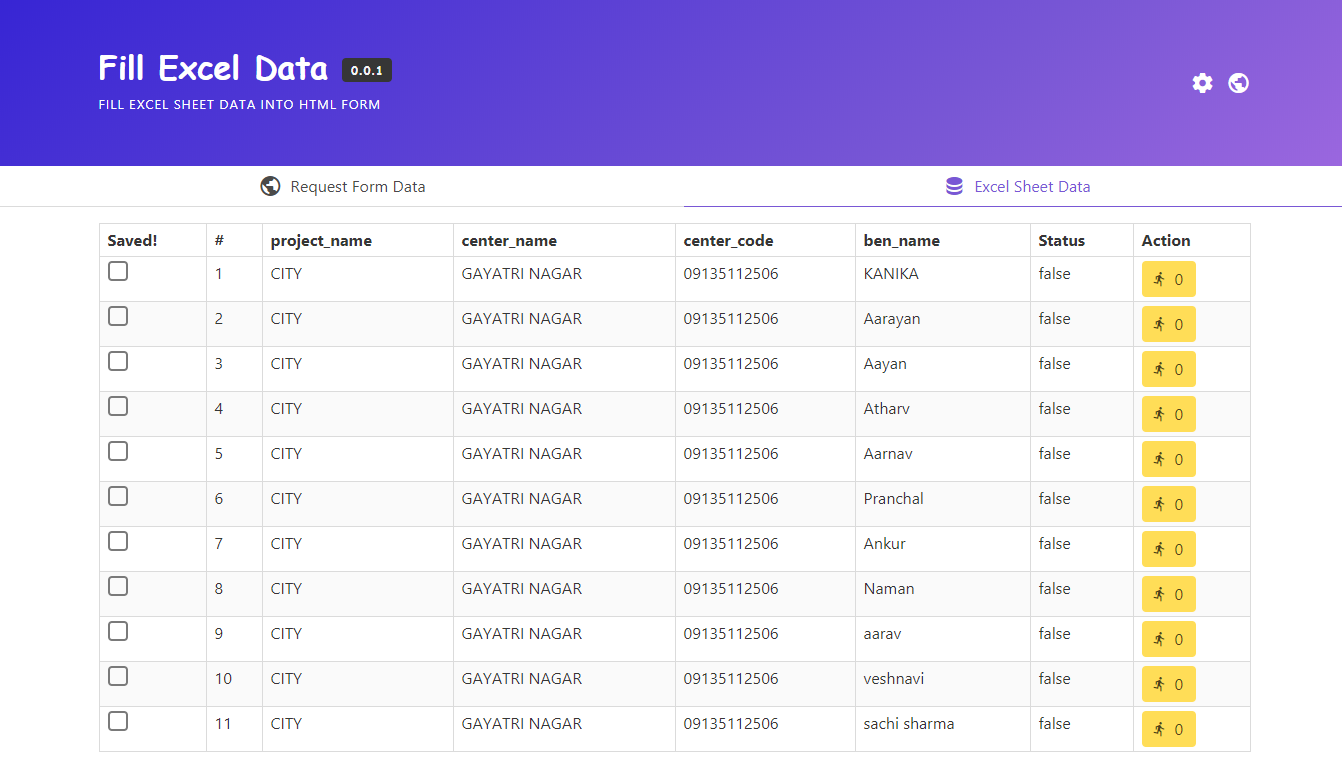 Fill Excel Data 0.0.1
FILL EXCEL SHEET DATA INTO HTML FORM
Request Form Data Excel Sheet Data
Saved! # project_name center_name center_code ben_name Status Action
1 CITY GAYATRI NAGAR 09135112506 KANIKA false 0
2 CITY GAYATRI NAGAR 09135112506 Aarayan false 0
3 CITY GAYATRI NAGAR 09135112506 Aayan false 0
4 CITY GAYATRI NAGAR 09135112506 Atharv false 0
5 CITY GAYATRI NAGAR 09135112506 Aarnav false 0
6 CITY GAYATRI NAGAR 09135112506 Pranchal false 0
7 CITY GAYATRI NAGAR 09135112506 Ankur false 0
8 CITY GAYATRI NAGAR 09135112506 Naman false 0
9 CITY GAYATRI NAGAR 09135112506 aarav false 0
10 CITY GAYATRI NAGAR 09135112506 veshnavi false 0
11 CITY GAYATRI NAGAR 09135112506 sachi sharma false 0